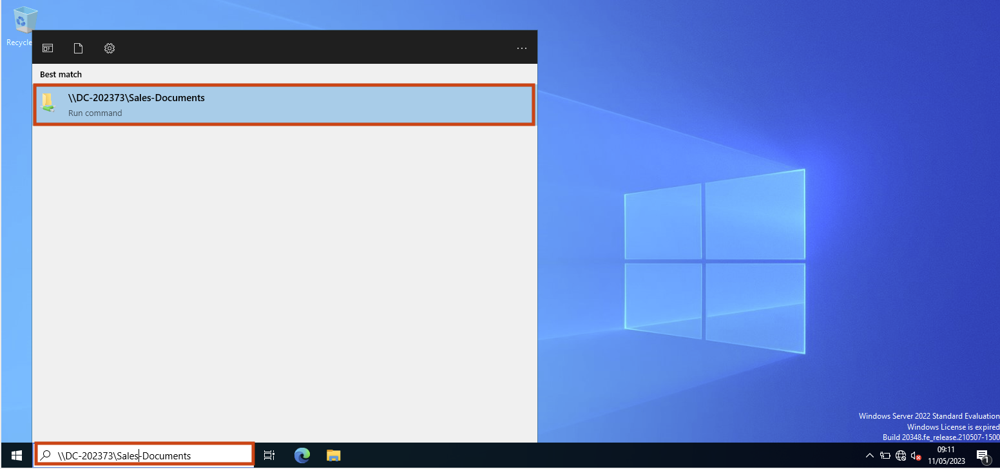 Recycle
...
Best match
\\DC-202373\Sales-Documents
Run command
Windows Server 2022 Standard Evaluation
Windows License is expired
Build 20348.fe_release.210507-1500
\\DC-202373\Sales-Documents
09:11
11/05/2023
1